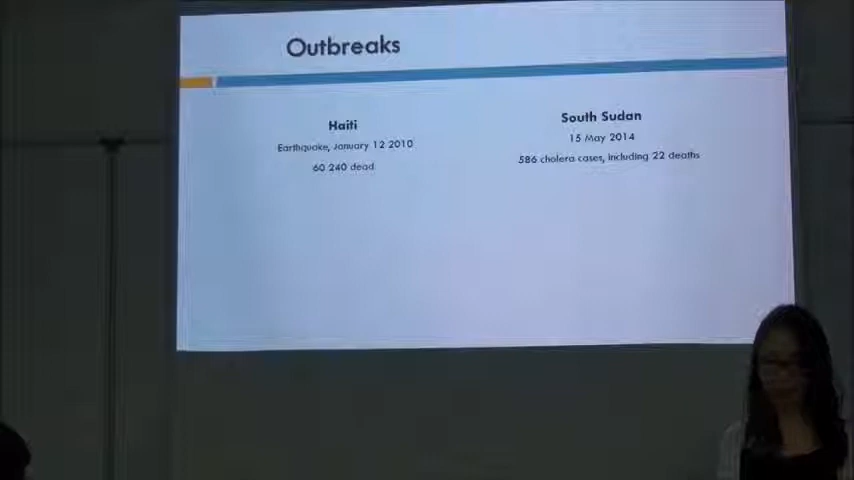 Outbreaks
Haiti
Earthquake, January 12 2010
60 240 dead
South Sudan
15 May 2014
586 cholera cases, including 22 deaths